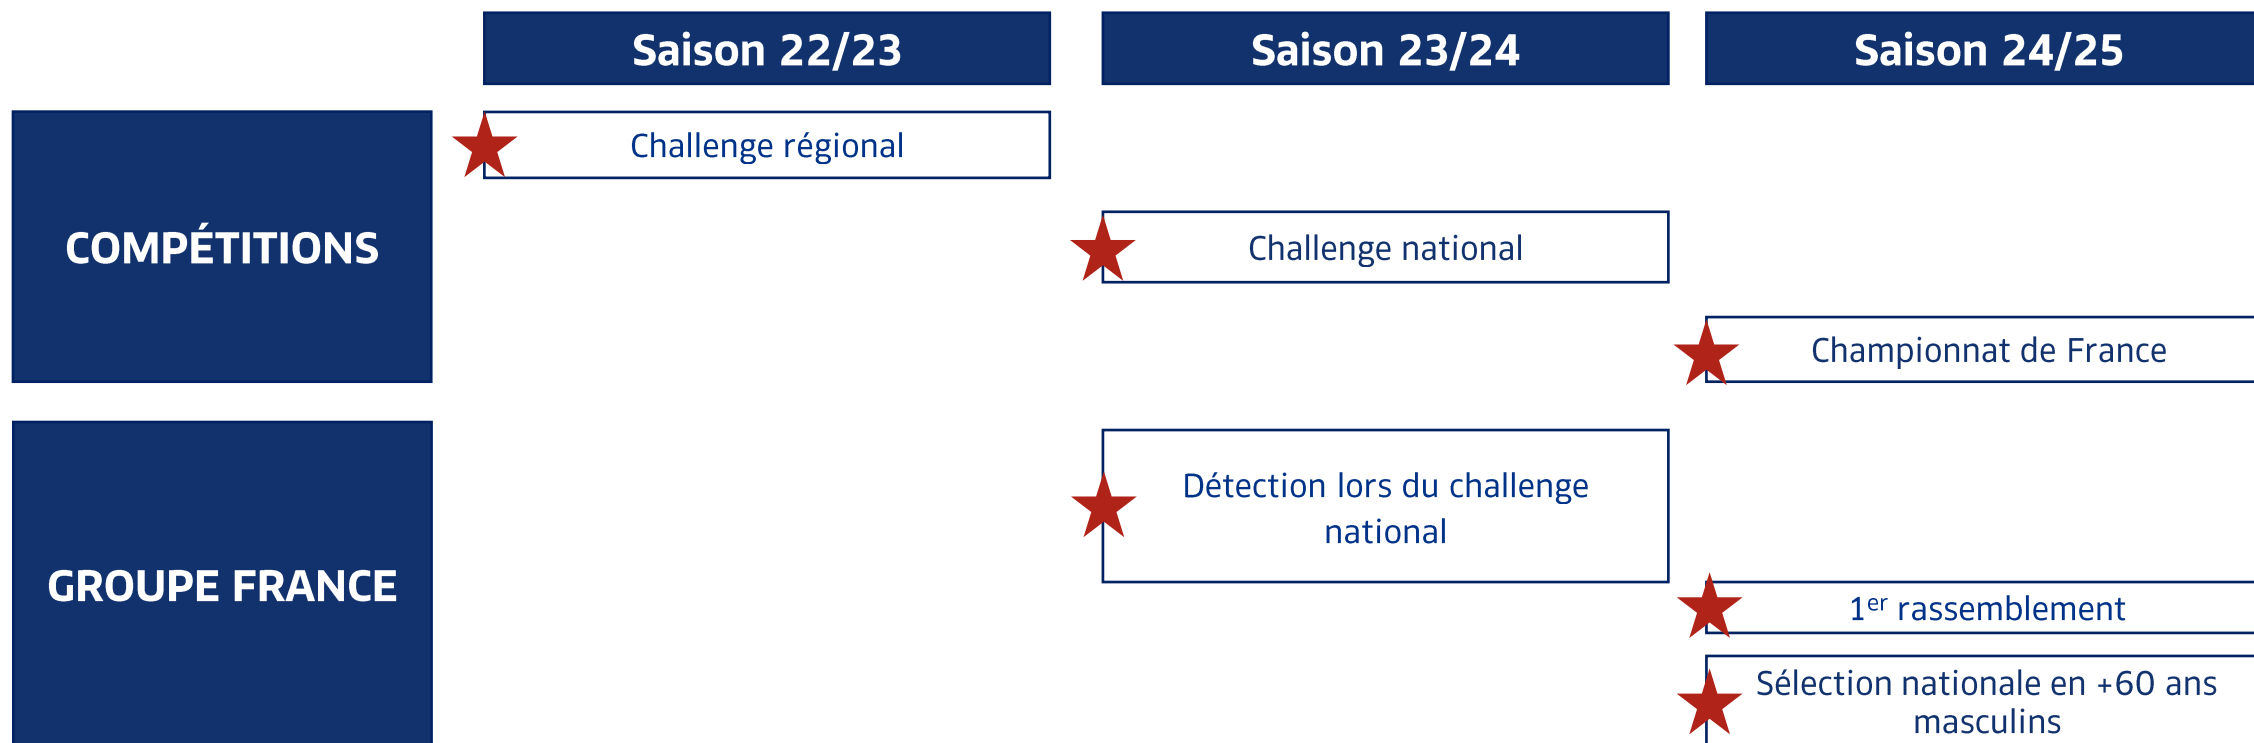 Saison 22/23
Saison 23/24
Saison 24/25
COMPÉTITIONS
Challenge régional
Challenge national
Championnat de France
GROUPE FRANCE
Détection lors du challenge
national
1er rassemblement
Sélection nationale en +60 ans
masculins